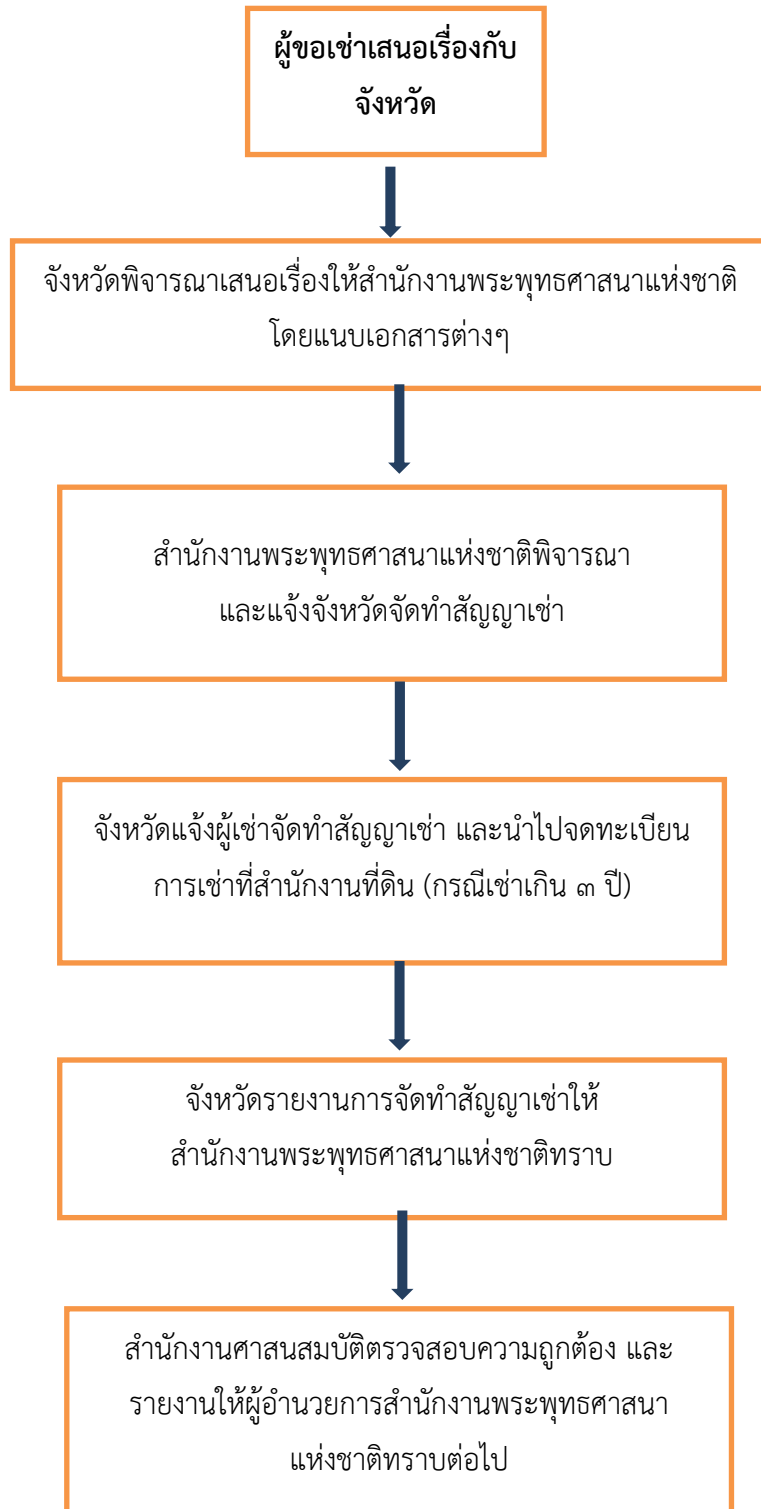 ผู้ขอเช่าเสนอเรื่องกับ
จังหวัด
จังหวัดพิจารณาเสนอเรื่องให้สำนักงานพระพุทธศาสนาแห่งชาติ
โดยแนบเอกสารต่างๆ
สำนักงานพระพุทธศาสนาแห่งชาติพิจารณา
และแจ้งจังหวัดจัดทำสัญญาเช่า
จังหวัดแจ้งผู้เช่าจัดทำสัญญาเช่า และนำไปจดทะเบียน
การเช่าที่สำนักงานที่ดิน (กรณีเช่าเกิน ๓ ปี)
จังหวัดรายงานการจัดทำสัญญาเช่าให้
สำนักงานพระพุทธศาสนาแห่งชาติทราบ
สำนักงานศาสนสมบัติตรวจสอบความถูกต้อง และ
รายงานให้ผู้อำนวยการสำนักงานพระพุทธศาสนา
แห่งชาติทราบต่อไป